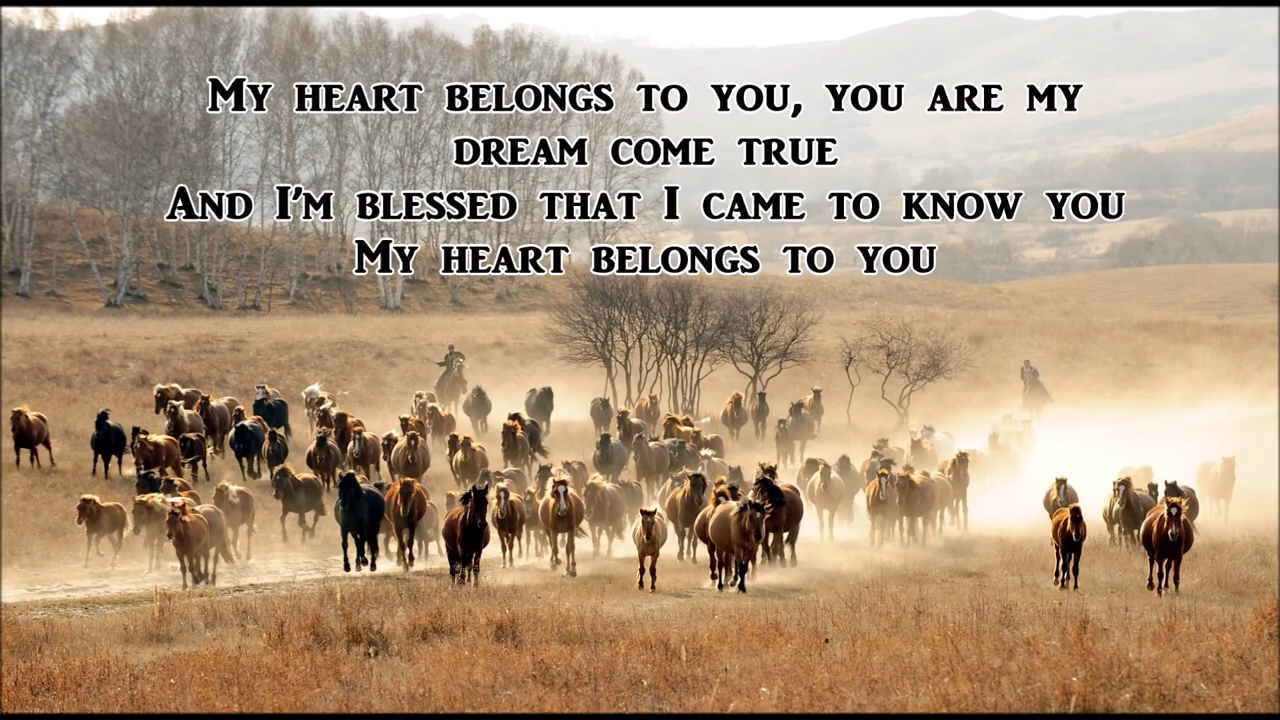 My heart belongs to you, you are my
dream come true
And I'm blessed that I came to know you
My heart belongs to you